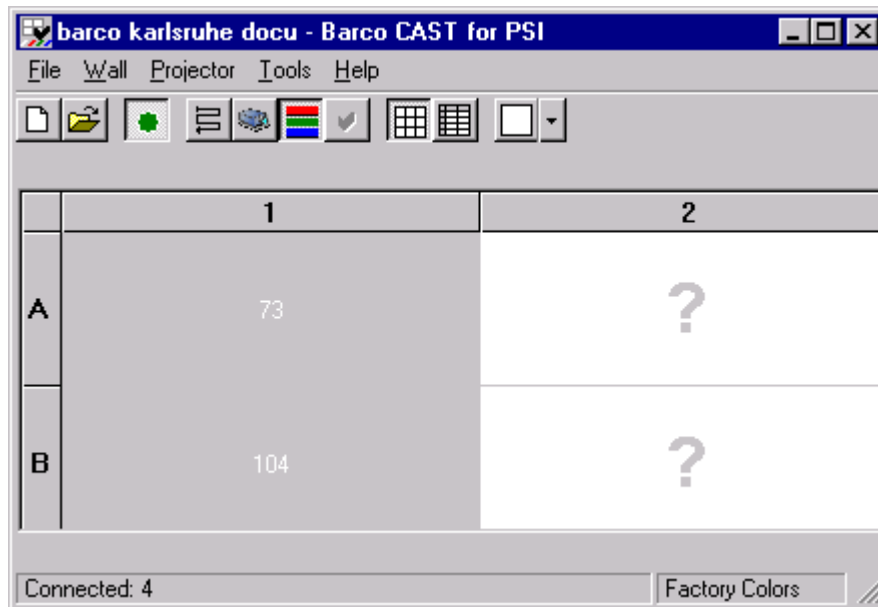 barco karlsruhe docu - Barco CAST for PSI
File Wall Projector Tools Help
1 2
A 73 ?
B 104 ?
Connected: 4 Factory Colors